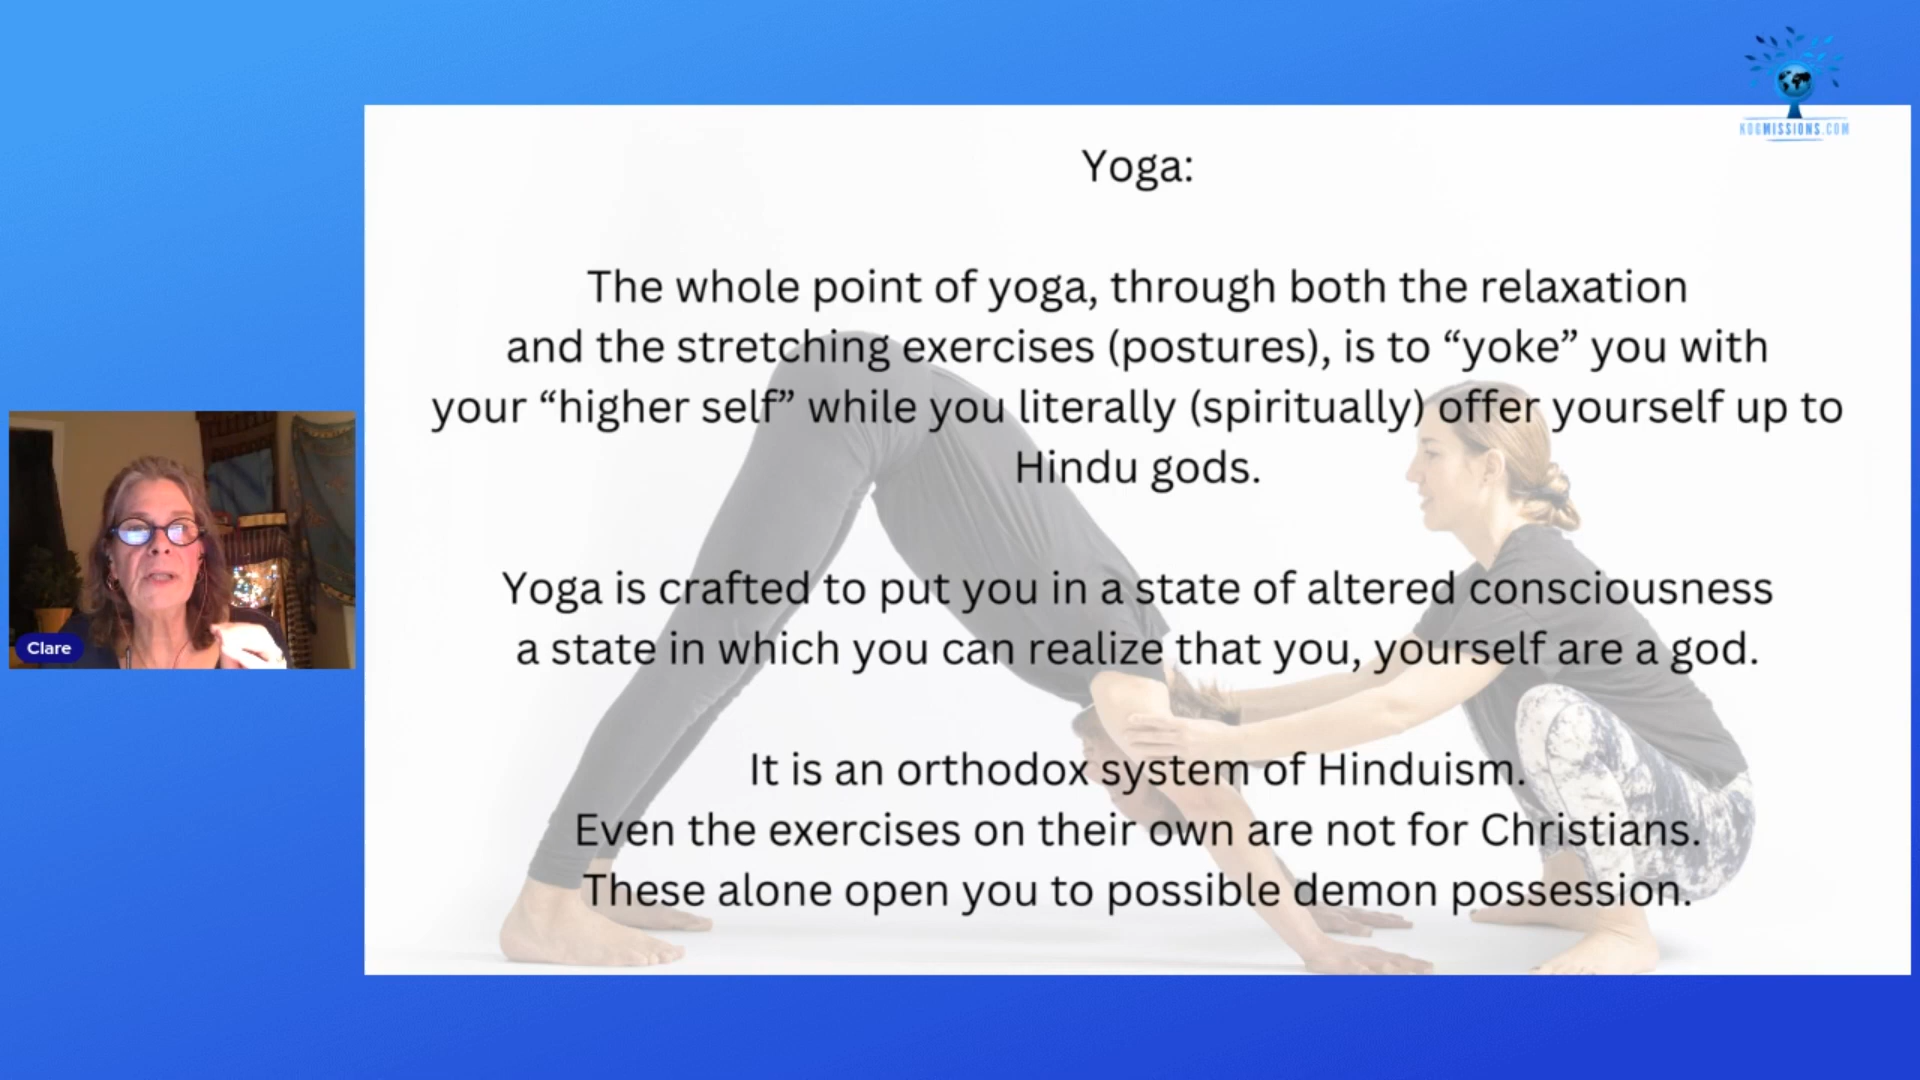 KOGMISSIONS.COM
Yoga:
The whole point of yoga, through both the relaxation
and the stretching exercises (postures), is to “yoke” you with
your “higher self” while you literally (spiritually) offer yourself up to
Hindu gods.
Yoga is crafted to put you in a state of altered consciousness
a state in which you can realize that you, yourself are a god.
It is an orthodox system of Hinduism.
Even the exercises on their own are not for Christians.
These alone open you to possible demon possession.
Clare